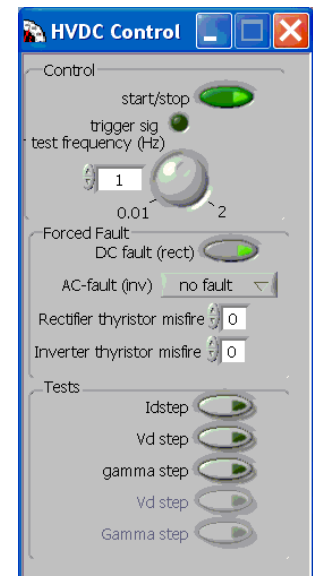 HVDC Control
Control
start/stop
trigger sig
test frequency (Hz)
1
0.01 2
Forced Fault
DC fault (rect)
AC-fault (inv) no fault
Rectifier thyristor misfire 0
Inverter thyristor misfire 0
Tests
Idstep
Vd step
gamma step
Vd step
Gamma step